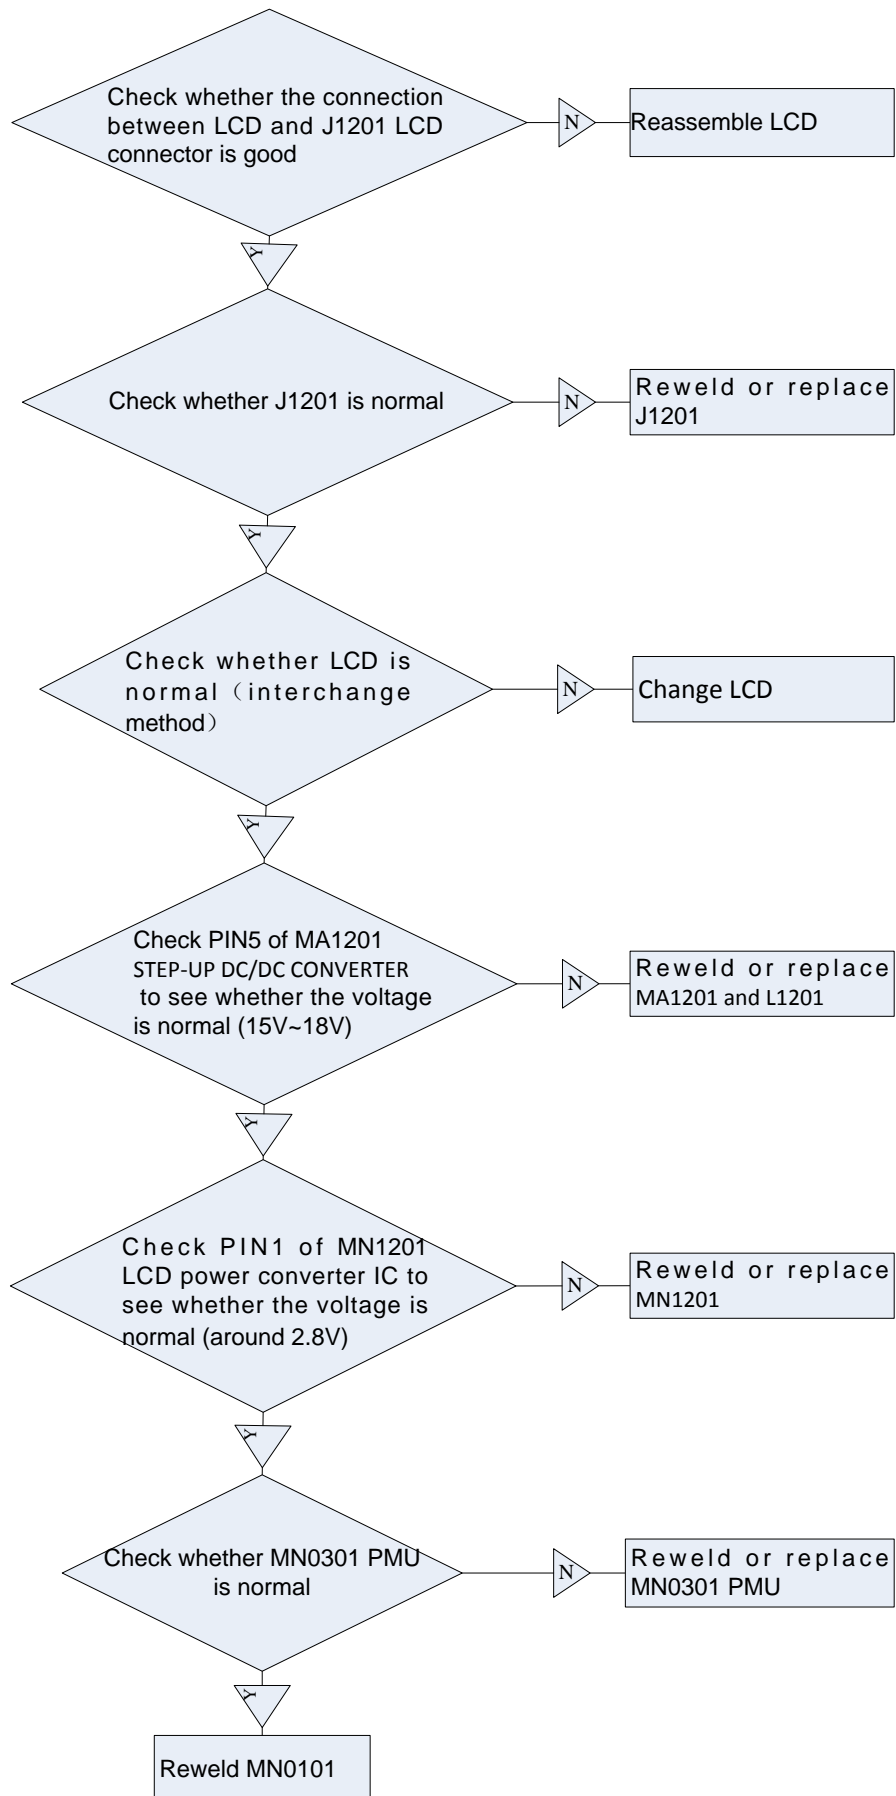 Check whether the connection
between LCD and J1201 LCD
connector is good
N
Reassemble LCD
Y
Check whether J1201 is normal
N
Reweld or replace
J1201
Y
Check whether LCD is
normal（interchange
method）
N
Change LCD
Y
Check PIN5 of MA1201
STEP-UP DC/DC CONVERTER
to see whether the voltage
is normal (15V~18V)
N
Reweld or replace
MA1201 and L1201
Y
Check PIN1 of MN1201
LCD power converter IC to
see whether the voltage is
normal (around 2.8V)
N
Reweld or replace
MN1201
Y
Check whether MN0301 PMU
is normal
N
Reweld or replace
MN0301 PMU
Y
Reweld MN0101